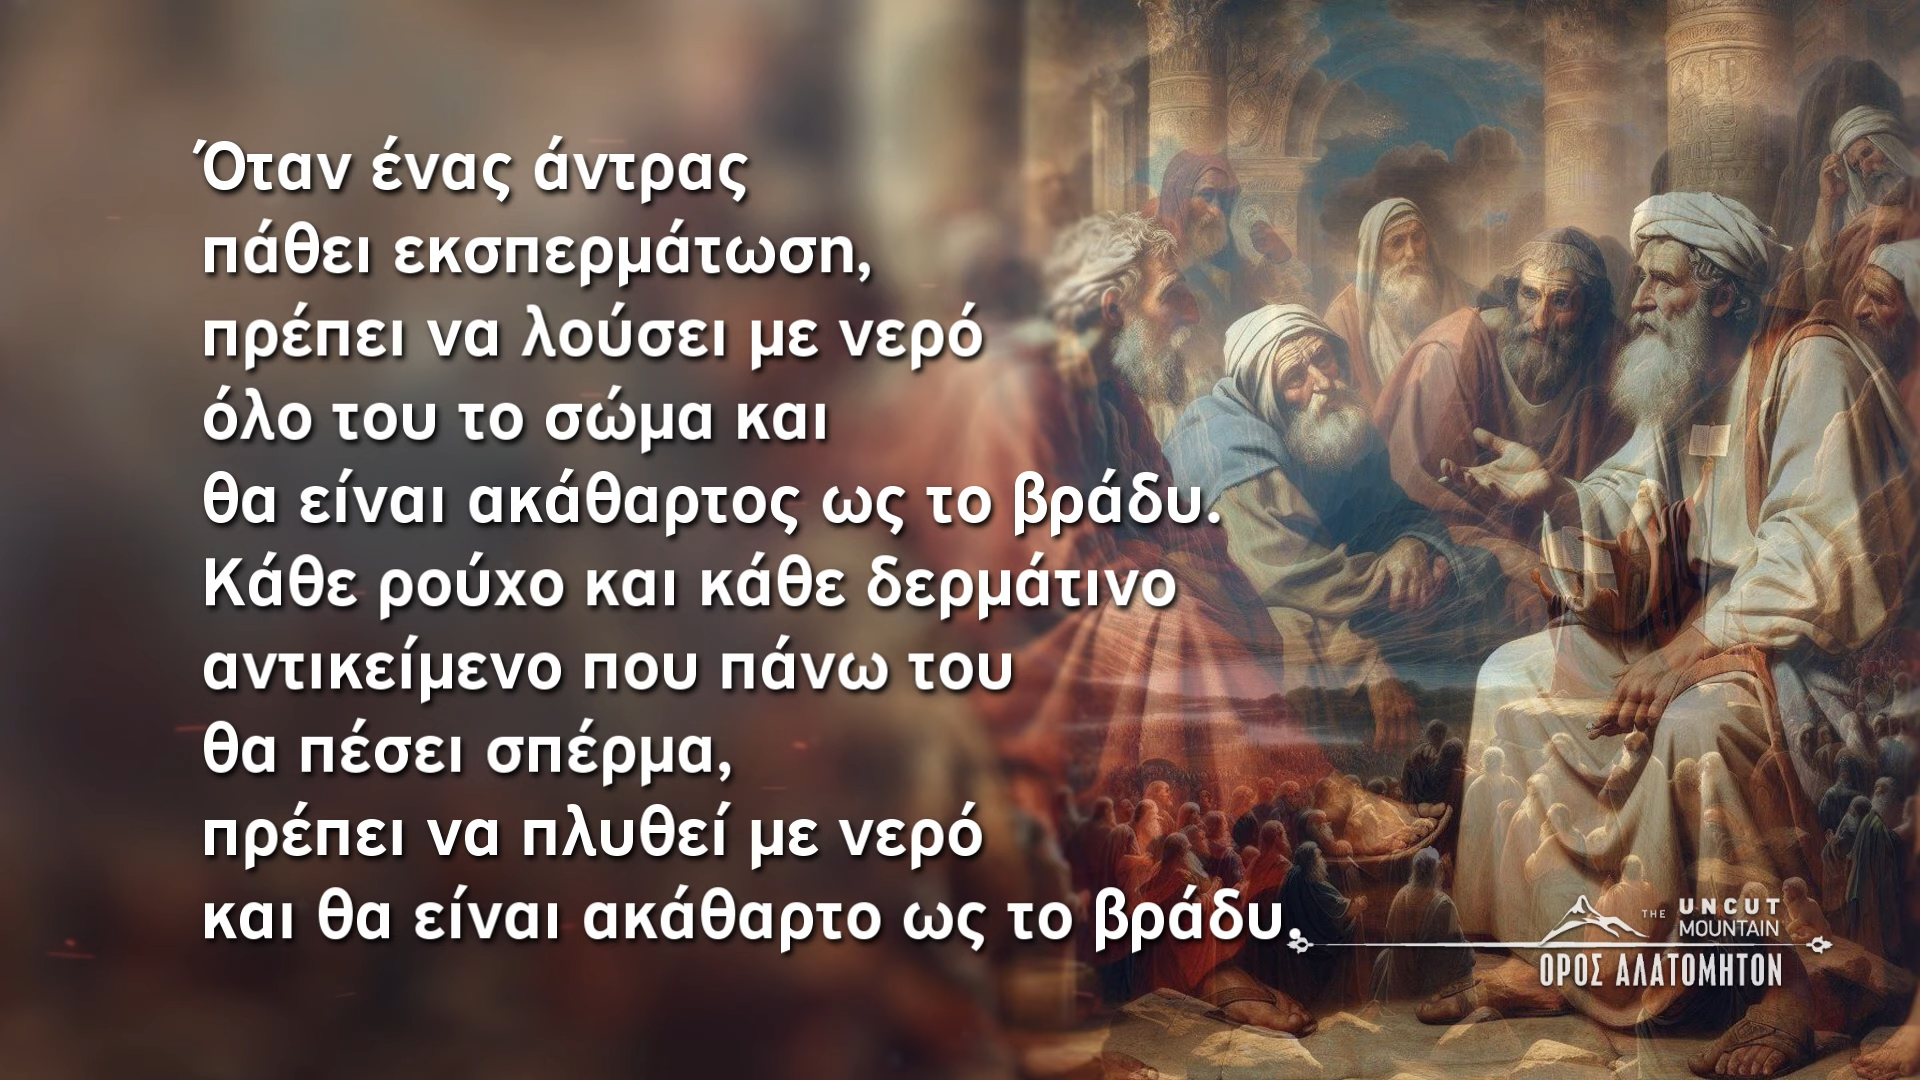 Όταν ένας άντρας
πάθει εκσπερμάτωση,
πρέπει να λούσει με νερό
όλο του το σώμα και
θα είναι ακάθαρτος ως το βράδυ.
Κάθε ρούχο και κάθε δερμάτινο
αντικείμενο που πάνω του
θα πέσει σπέρμα,
πρέπει να πλυθεί με νερό
και θα είναι ακάθαρτο ως το βράδυ.
THE UNCUT
MOUNTAIN
ΟΡΟΣ ΑΛΑΤΟΜΗΤΟΝ